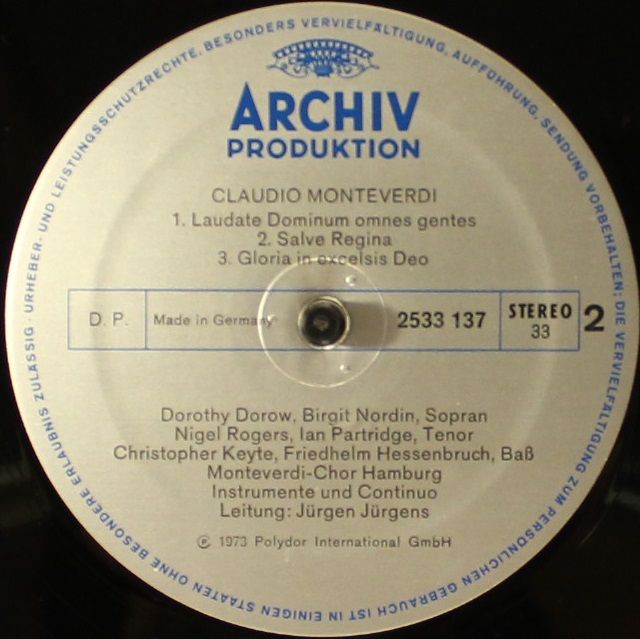 ARCHIV
PRODUKTION
CLAUDIO MONTEVERDI
1. Laudate Dominum omnes gentes
2. Salve Regina
3. Gloria in excelsis Deo
D. P. Made in Germany 2533 137 STEREO 33 2
Dorothy Dorow, Birgit Nordin, Sopran
Nigel Rogers, Ian Partridge, Tenor
Christopher Keyte, Friedhelm Hessenbruch, Baß
Monteverdi-Chor Hamburg
Instrumente und Continuo
Leitung: Jürgen Jürgens
℗ 1973 Polydor International GmbH
URHEBER- UND LEISTUNGSSCHUTZRECHTE, BESONDERS VERVIELFÄLTIGUNG, AUFFÜHRUNG, SENDUNG VORBEHALTEN; DIE VERVIELFÄLTIGUNG ZUM PERSÖNLICHEN GEBRAUCH IST IN EINIGEN STAATEN OHNE BESONDERE ERLAUBNIS ZULÄSSIG ·